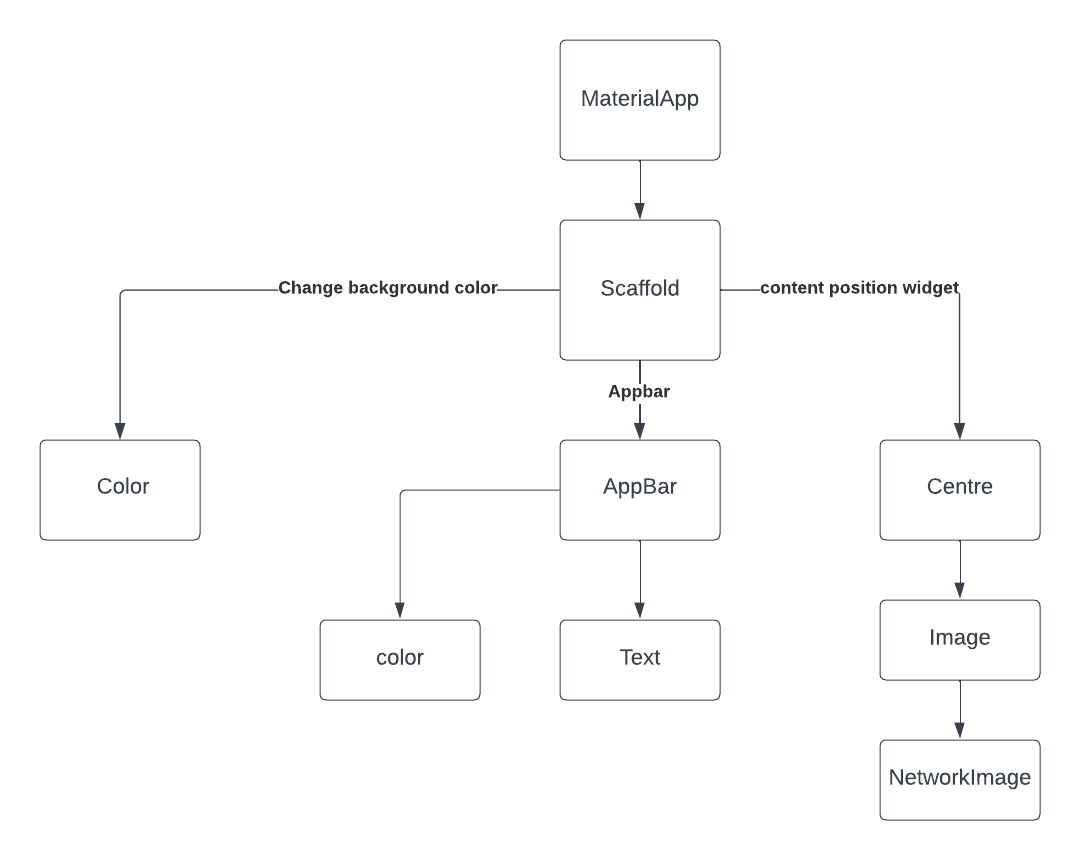 MaterialApp
Scaffold
Change background color
content position widget
Appbar
Color
AppBar
Centre
color
Text
Image
NetworkImage